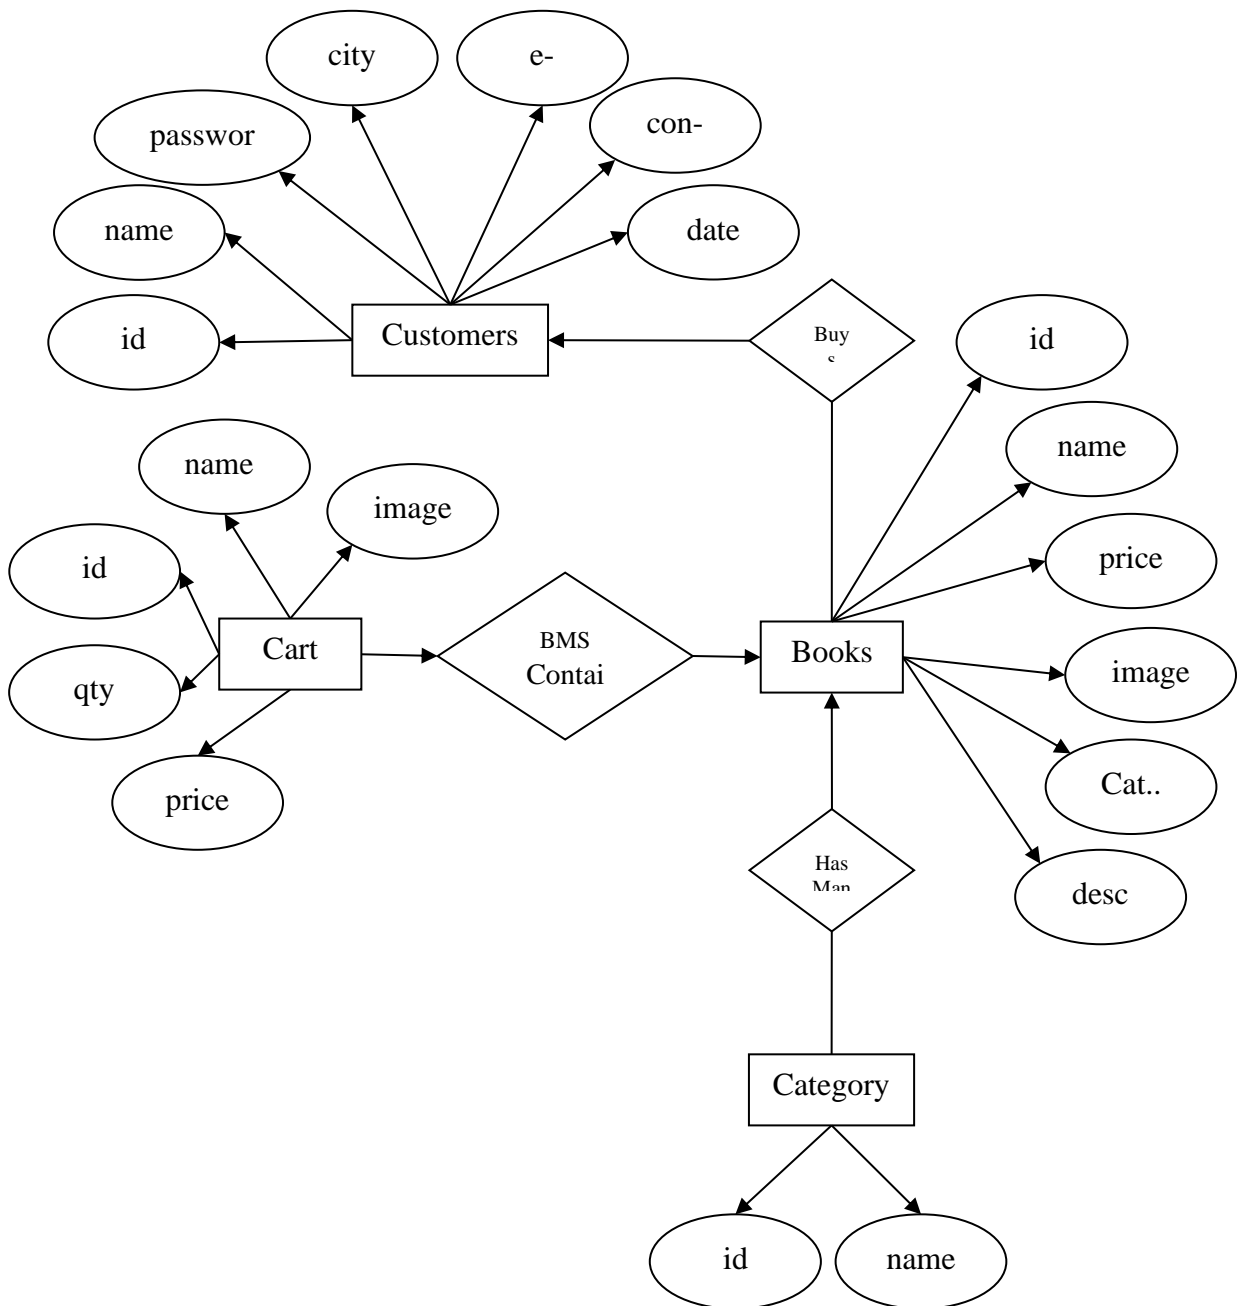 city
e-
con-
passwor
name
date
id
Customers
Buy
s
id
name
name
image
price
id
Cart
BMS
Contai
Books
image
qty
Cat..
price
Has
Man
desc
Category
id
name